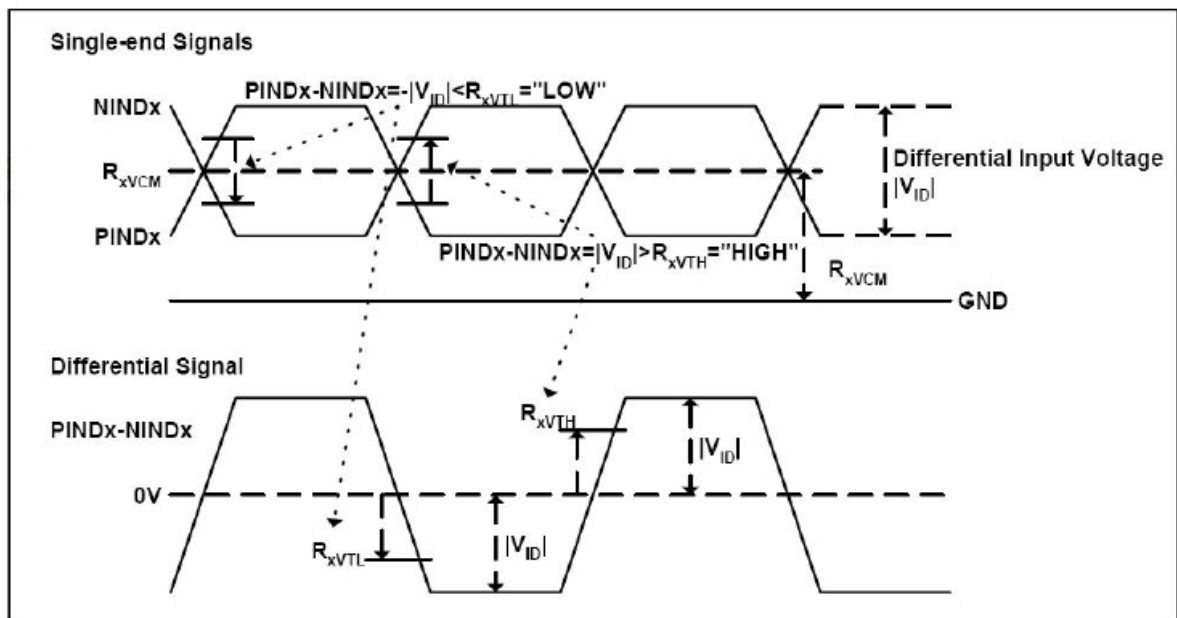 Single-end Signals
PINDx-NINDx=-|VID|<RxVTL="LOW"
NINDx
Differential Input Voltage
|VID|
RxVCM
PINDx
PINDx-NINDx=|VID|>RxVTH="HIGH"
RxVCM
GND
Differential Signal
RxVTH
PINDx-NINDx
|VID|
0V
RxVTL
|VID|